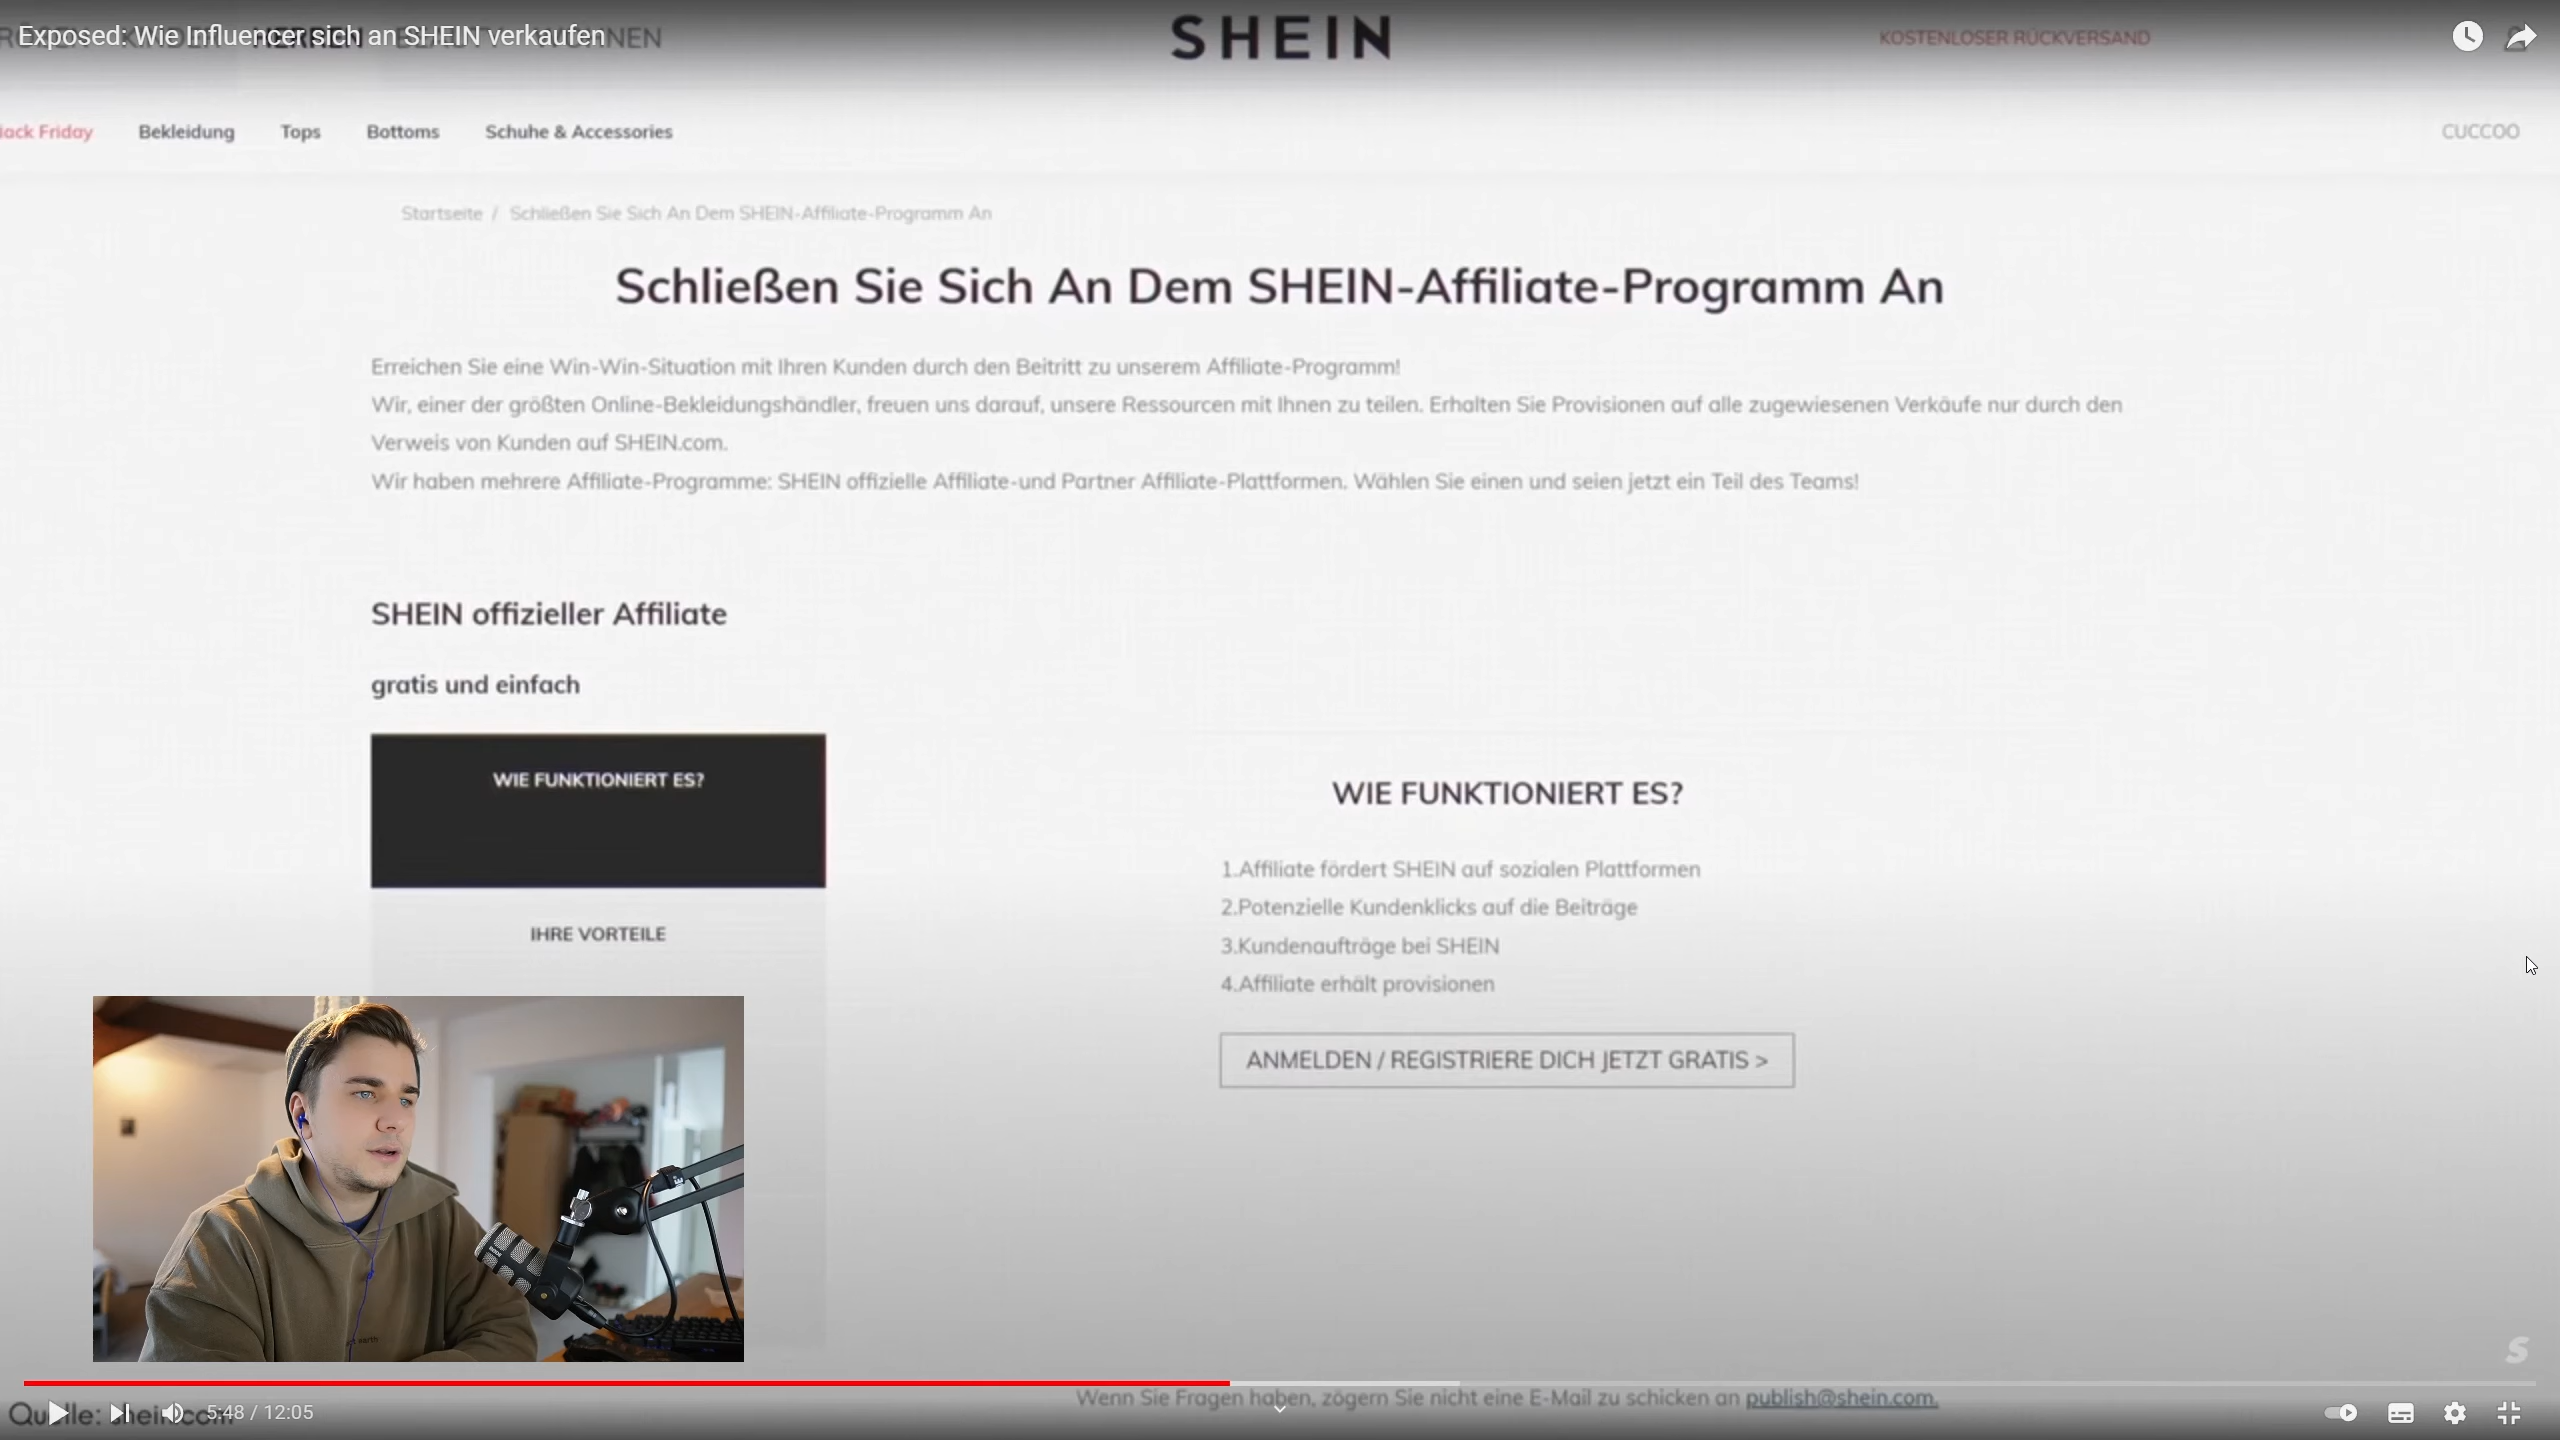 Exposed: Wie Influencer sich an SHEIN verkaufen
HERREN
SHEIN
KOSTENLOSER RÜCKVERSAND
Friday
Bekleidung
Tops
Bottoms
Schuhe & Accessories
CUCCOO
Startseite / Schließen Sie Sich An Dem SHEIN-Affiliate-Programm An
Schließen Sie Sich An Dem SHEIN-Affiliate-Programm An
Erreichen Sie eine Win-Win-Situation mit Ihren Kunden durch den Beitritt zu unserem Affiliate-Programm!
Wir, einer der größten Online-Bekleidungshändler, freuen uns darauf, unsere Ressourcen mit Ihnen zu teilen. Erhalten Sie Provisionen auf alle zugewiesenen Verkäufe nur durch den
Verweis von Kunden auf SHEIN.com.
Wir haben mehrere Affiliate-Programme: SHEIN offizielle Affiliate-und Partner Affiliate-Plattformen. Wählen Sie einen und seien jetzt ein Teil des Teams!
SHEIN offizieller Affiliate
gratis und einfach
WIE FUNKTIONIERT ES?
IHRE VORTEILE
WIE FUNKTIONIERT ES?
1.Affiliate fördert SHEIN auf sozialen Plattformen
2.Potenzielle Kundenklicks auf die Beiträge
3.Kundenaufträge bei SHEIN
4.Affiliate erhält provisionen
ANMELDEN / REGISTRIERE DICH JETZT GRATIS >
earth
S
Wenn Sie Fragen haben, zögern Sie nicht eine E-Mail zu schicken an publish@shein.com.
Quelle: shein.com
5:48 / 12:05